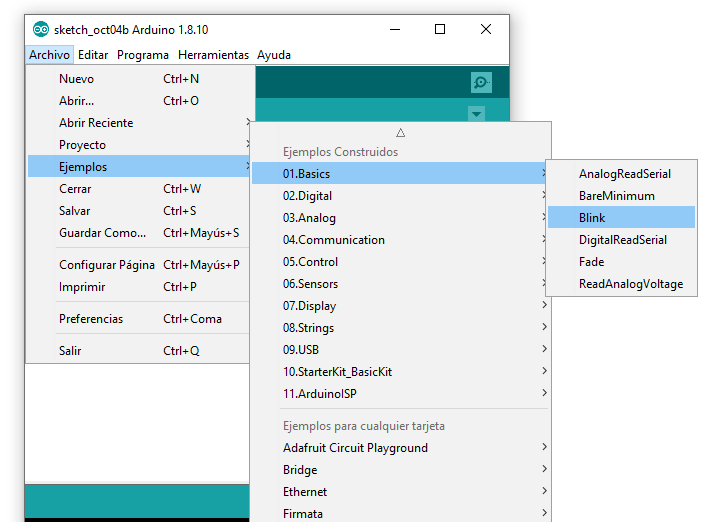 sketch_oct04b Arduino 1.8.10
Archivo Editar Programa Herramientas Ayuda
Nuevo Ctrl+N
Abrir... Ctrl+O
Abrir Reciente
Proyecto
Ejemplos
Cerrar Ctrl+W
Salvar Ctrl+S
Guardar Como... Ctrl+Mayús+S
Configurar Página Ctrl+Mayús+P
Imprimir Ctrl+P
Preferencias Ctrl+Coma
Salir Ctrl+Q
Ejemplos Construidos
01.Basics
02.Digital
03.Analog
04.Communication
05.Control
06.Sensors
07.Display
08.Strings
09.USB
10.StarterKit_BasicKit
11.ArduinoISP
Ejemplos para cualquier tarjeta
Adafruit Circuit Playground
Bridge
Ethernet
Firmata
AnalogReadSerial
BareMinimum
Blink
DigitalReadSerial
Fade
ReadAnalogVoltage